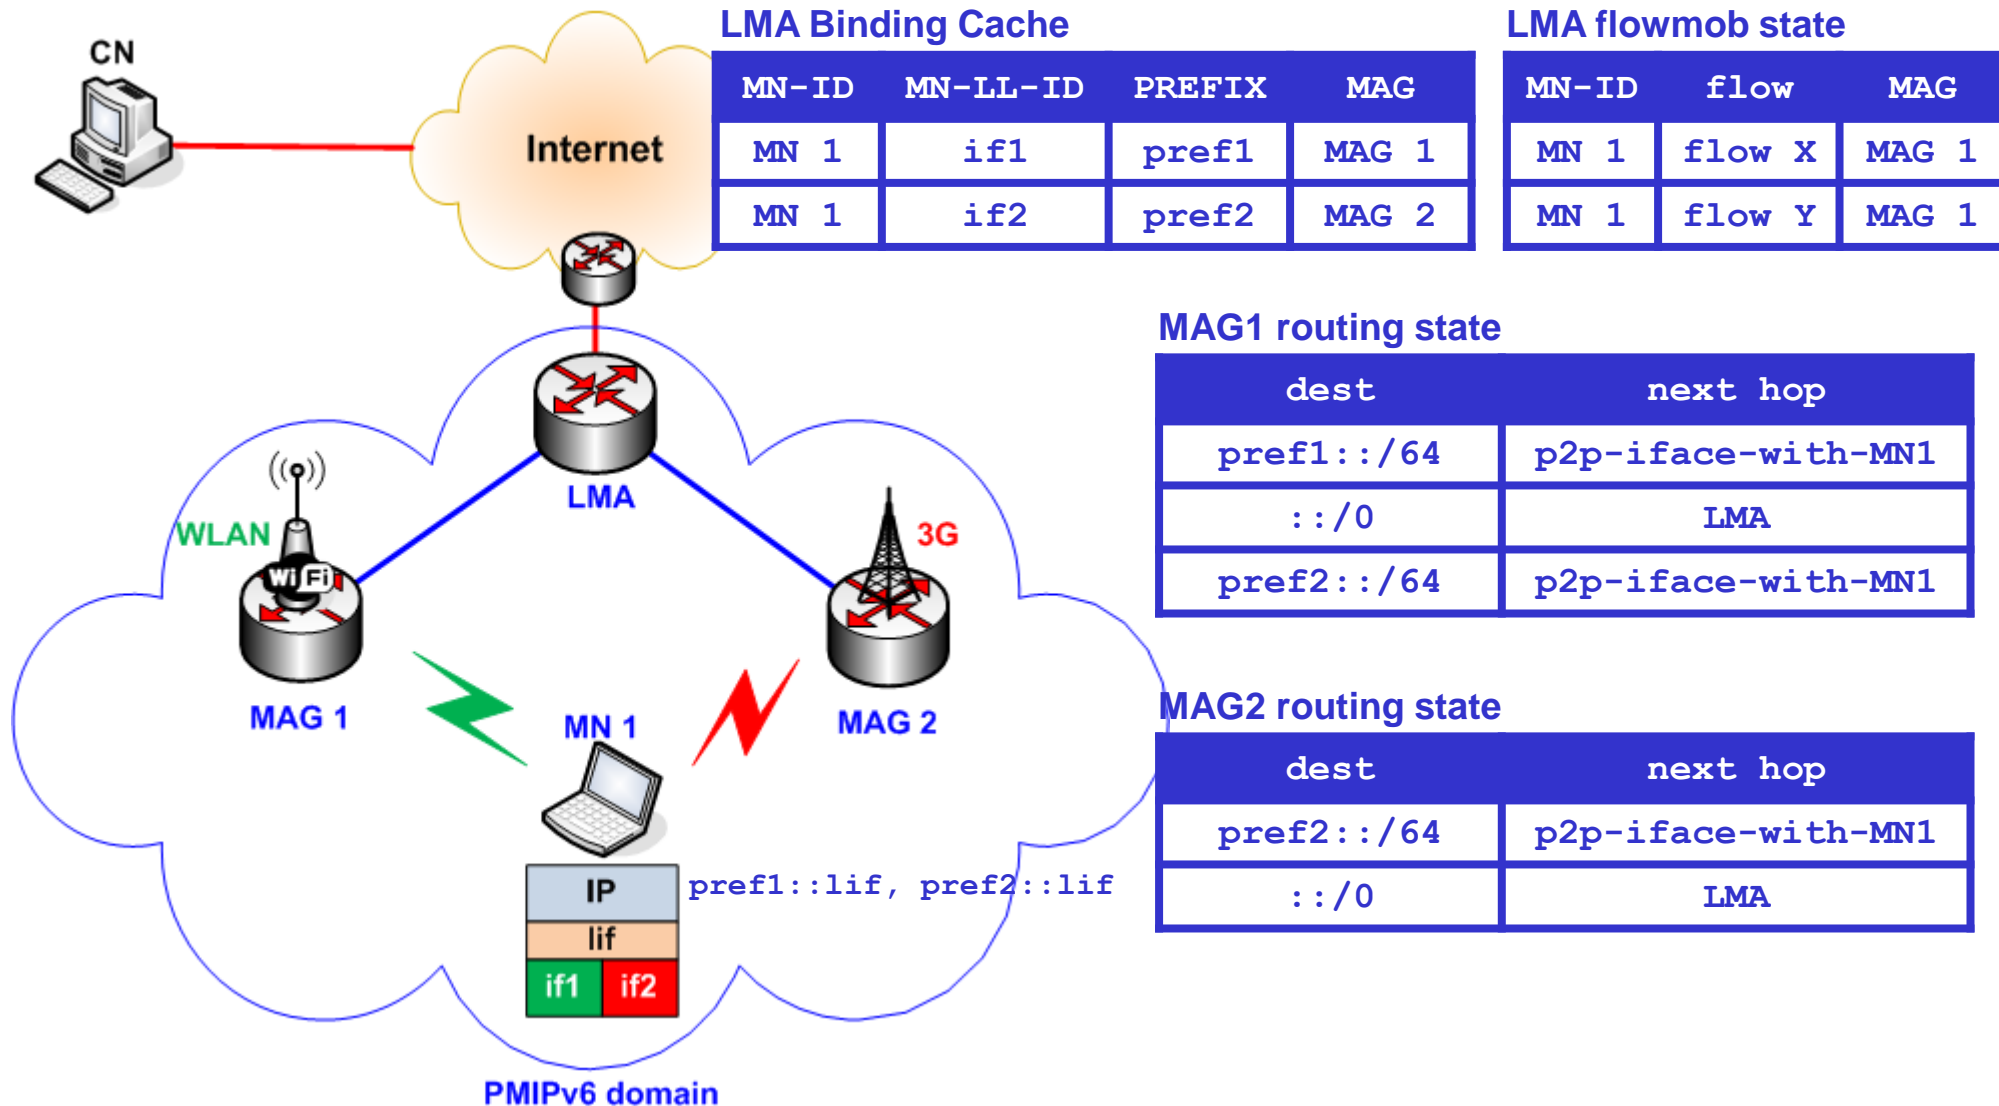 CN
Internet
LMA Binding Cache
MN-ID MN-LL-ID PREFIX MAG
MN 1 if1 pref1 MAG 1
MN 1 if2 pref2 MAG 2
LMA flowmob state
MN-ID flow MAG
MN 1 flow X MAG 1
MN 1 flow Y MAG 1
LMA
WLAN
Wi Fi
3G
MAG 1
MN 1
MAG 2
MAG1 routing state
dest next hop
pref1::/64 p2p-iface-with-MN1
::/0 LMA
pref2::/64 p2p-iface-with-MN1
MAG2 routing state
dest next hop
pref2::/64 p2p-iface-with-MN1
::/0 LMA
IP
pref1::lif, pref2::lif
lif
if1 if2
PMIPv6 domain